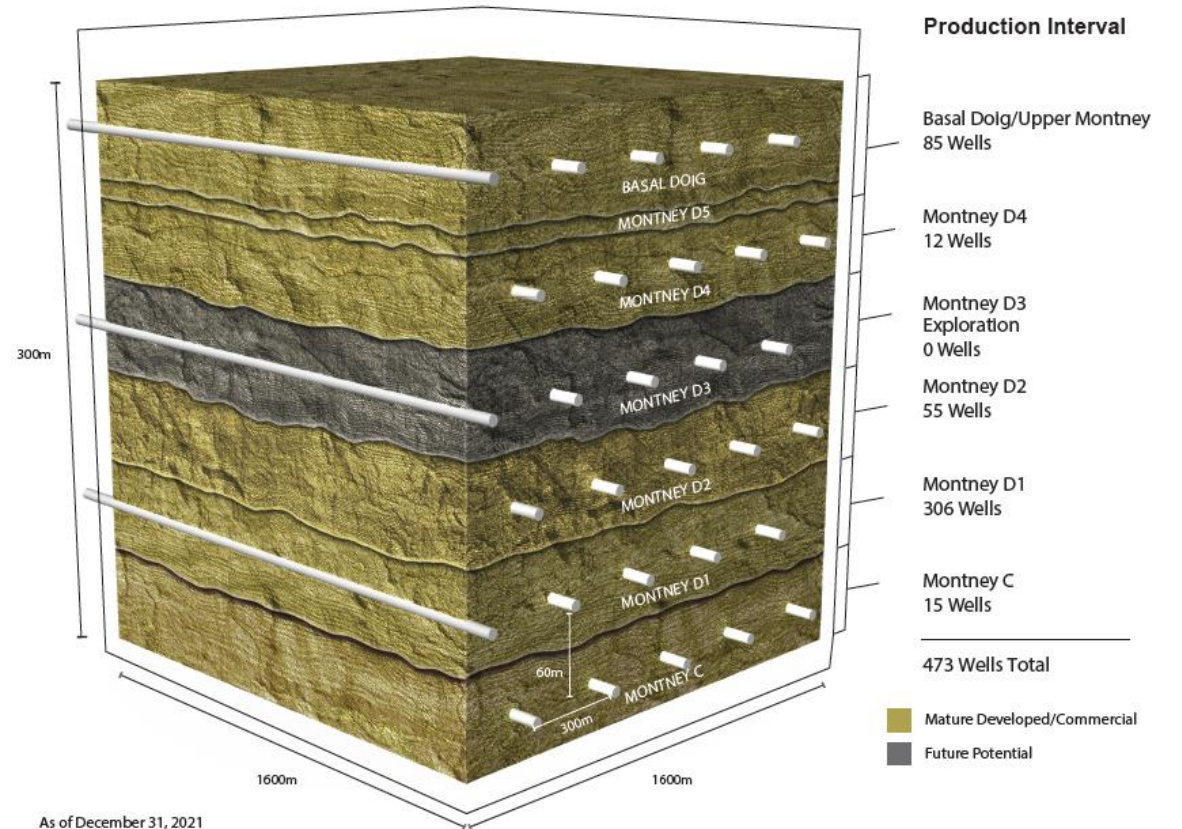 Production Interval
Basal Doig/Upper Montney
85 Wells
Montney D4
12 Wells
Montney D3
Exploration
0 Wells
Montney D2
55 Wells
Montney D1
306 Wells
Montney C
15 Wells
473 Wells Total
Mature Developed/Commercial
Future Potential
300m
BASAL DOIG
MONTNEY D5
MONTNEY D4
MONTNEY D3
MONTNEY D2
MONTNEY D1
60m
MONTNEY C
300m
1600m
1600m
As of December 31, 2021